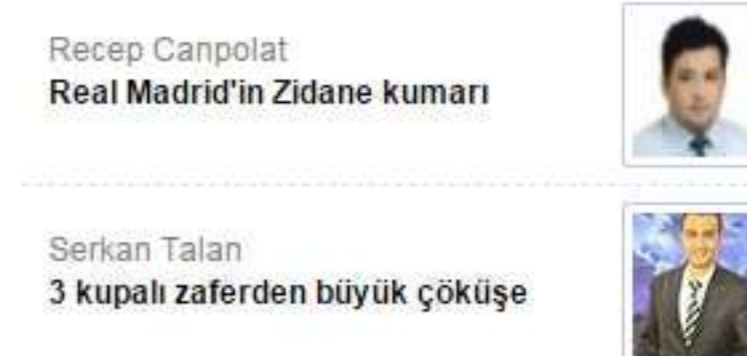 Recep Canpolat
Real Madrid'in Zidane kumarı
Serkan Talan
3 kupalı zaferden büyük çöküşe